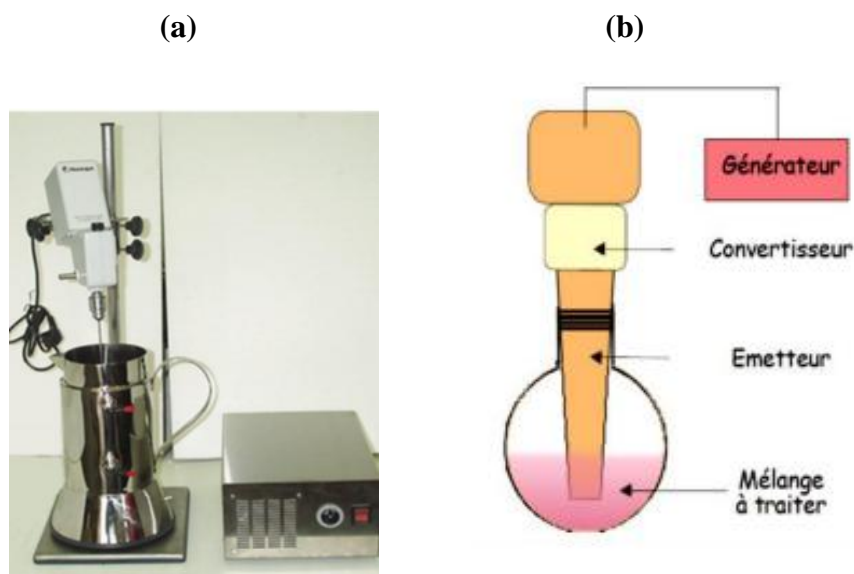 (a)
(b)
Générateur
Convertisseur
Emetteur
Mélange
à traiter